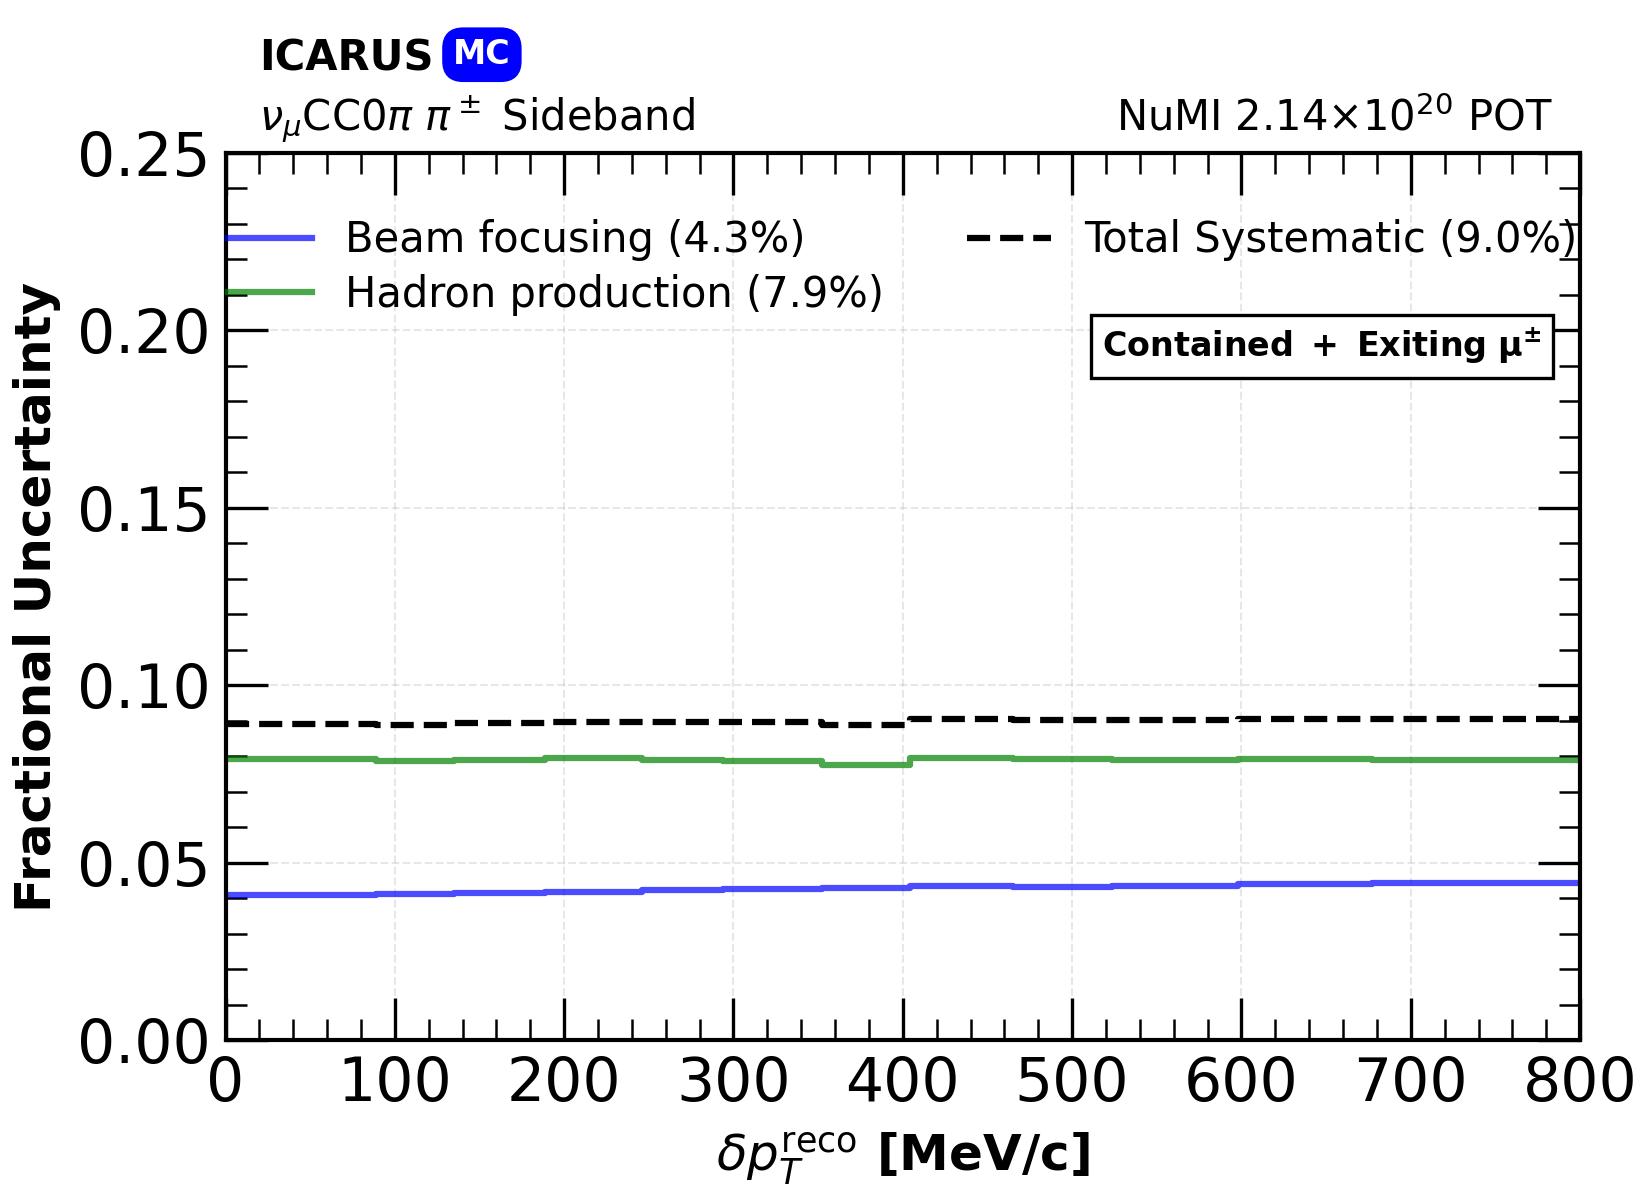 ICARUS MC
νμCC0π π± Sideband
NuMI 2.14×10²⁰ POT
Beam focusing (4.3%)
Hadron production (7.9%)
Total Systematic (9.0%)
Contained + Exiting μ±
Fractional Uncertainty
0.25
0.20
0.15
0.10
0.05
0.00
0 100 200 300 400 500 600 700 800
δp_T^reco [MeV/c]